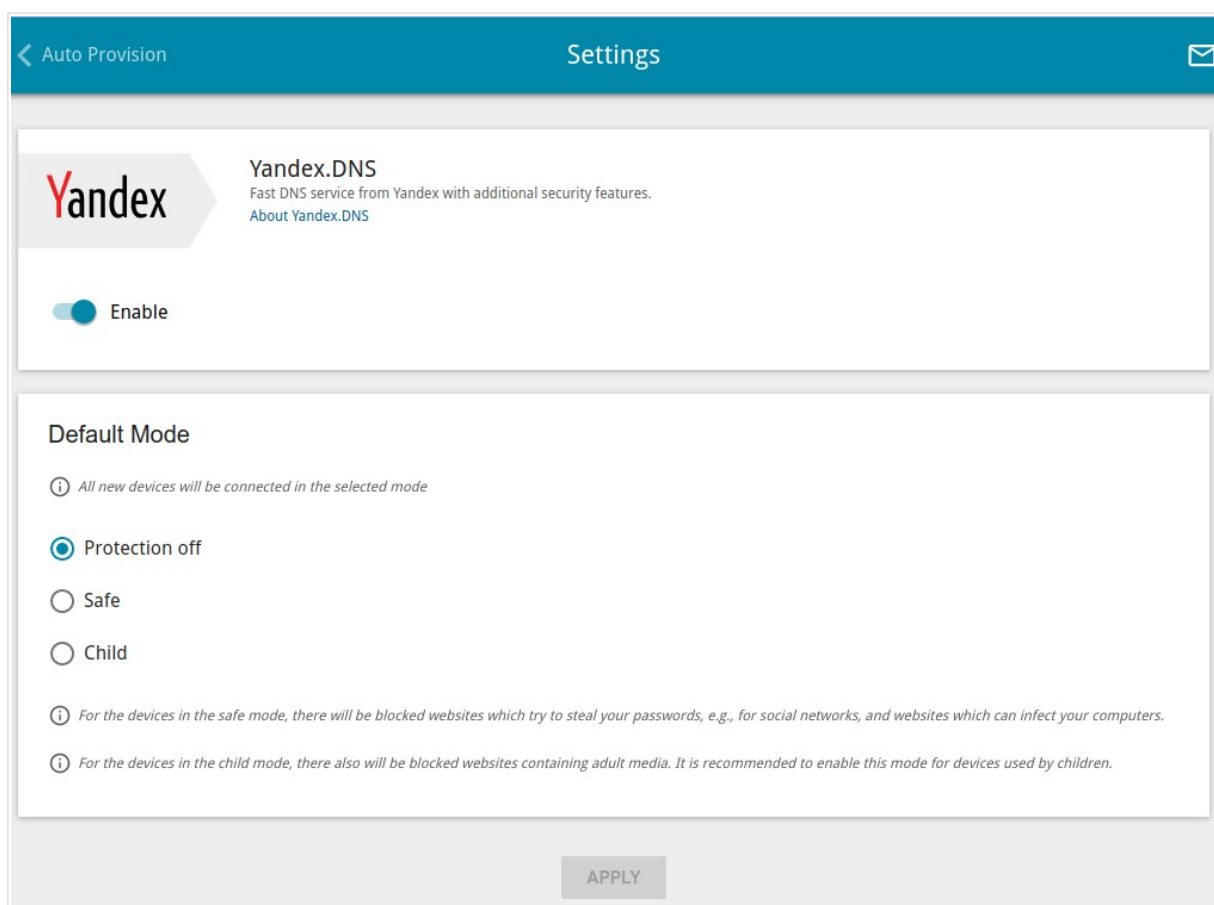 Auto Provision
Settings
Yandex
Yandex.DNS
Fast DNS service from Yandex with additional security features.
About Yandex.DNS
Enable
Default Mode
All new devices will be connected in the selected mode
Protection off
Safe
Child
For the devices in the safe mode, there will be blocked websites which try to steal your passwords, e.g., for social networks, and websites which can infect your computers.
For the devices in the child mode, there also will be blocked websites containing adult media. It is recommended to enable this mode for devices used by children.
APPLY